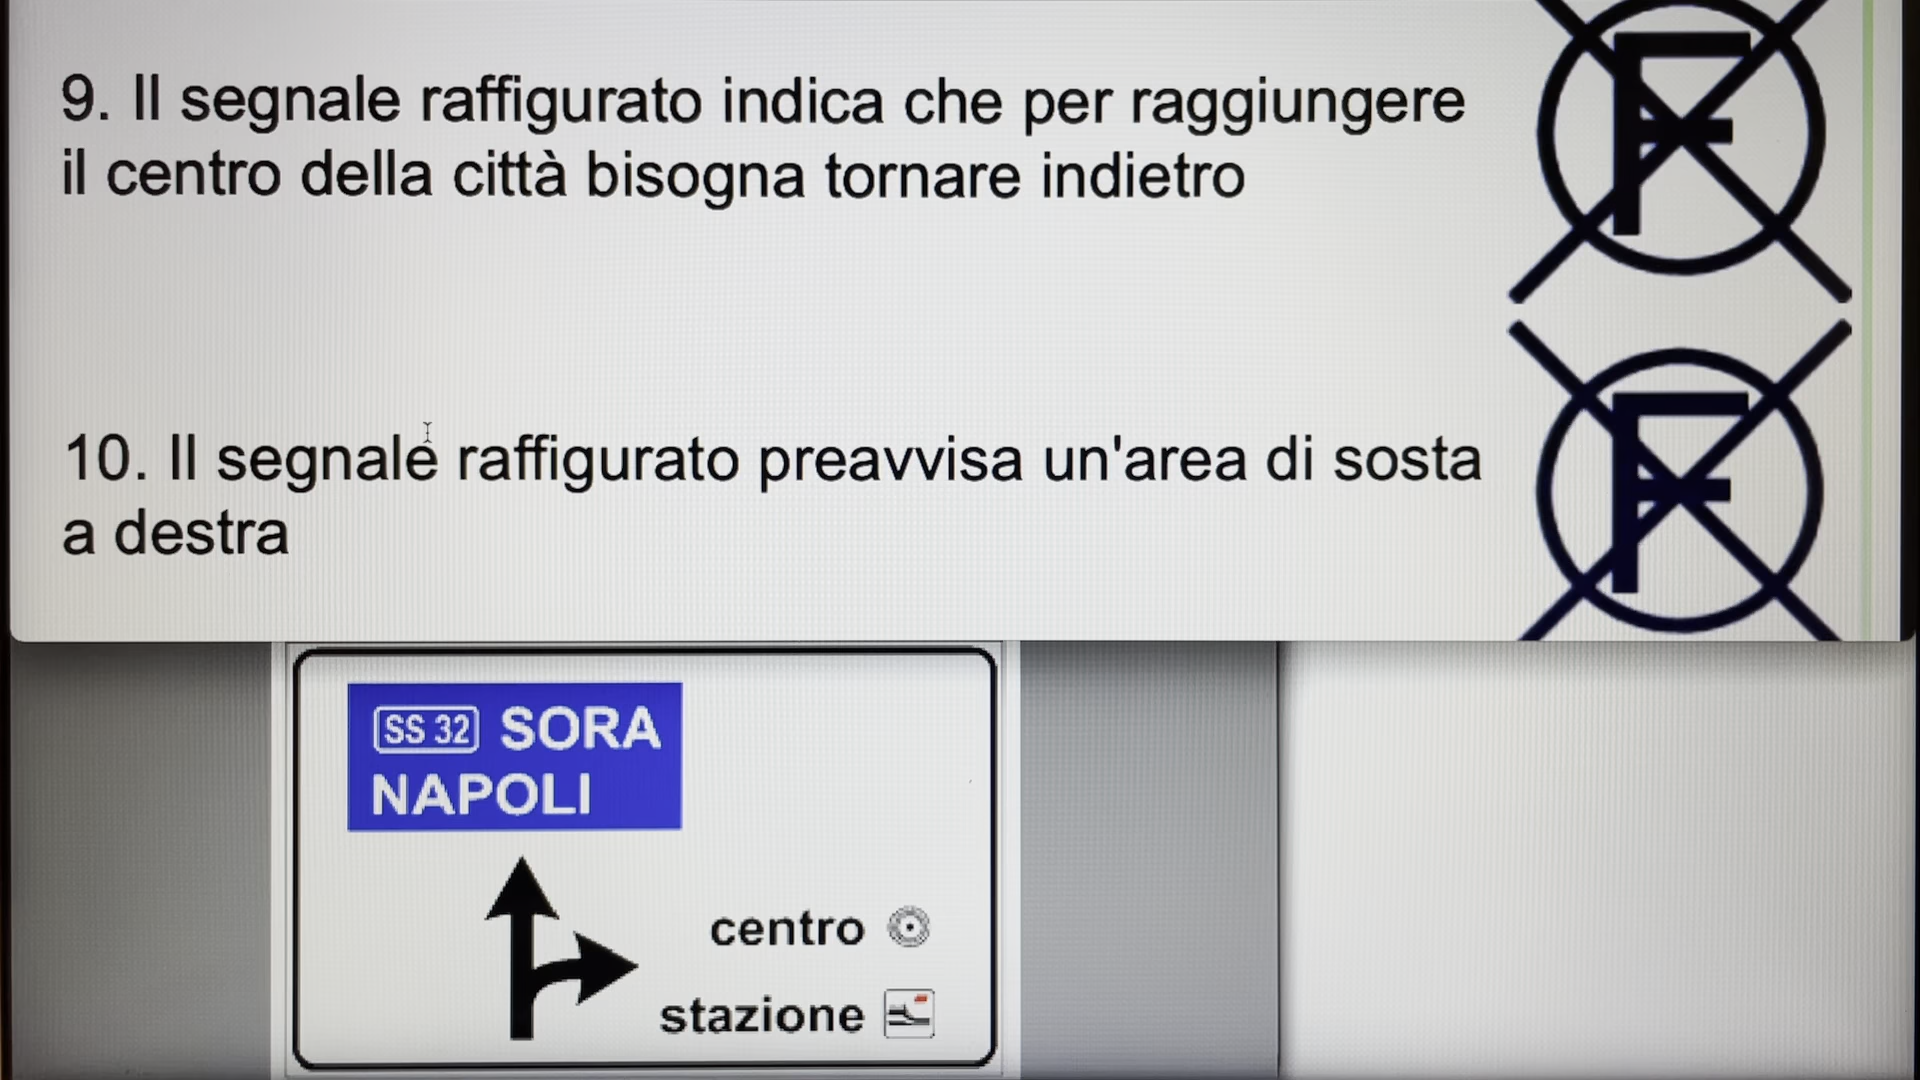 9. Il segnale raffigurato indica che per raggiungere
il centro della città bisogna tornare indietro
F
10. Il segnale raffigurato preavvisa un'area di sosta
a destra
F
SS 32 SORA
NAPOLI
centro
stazione